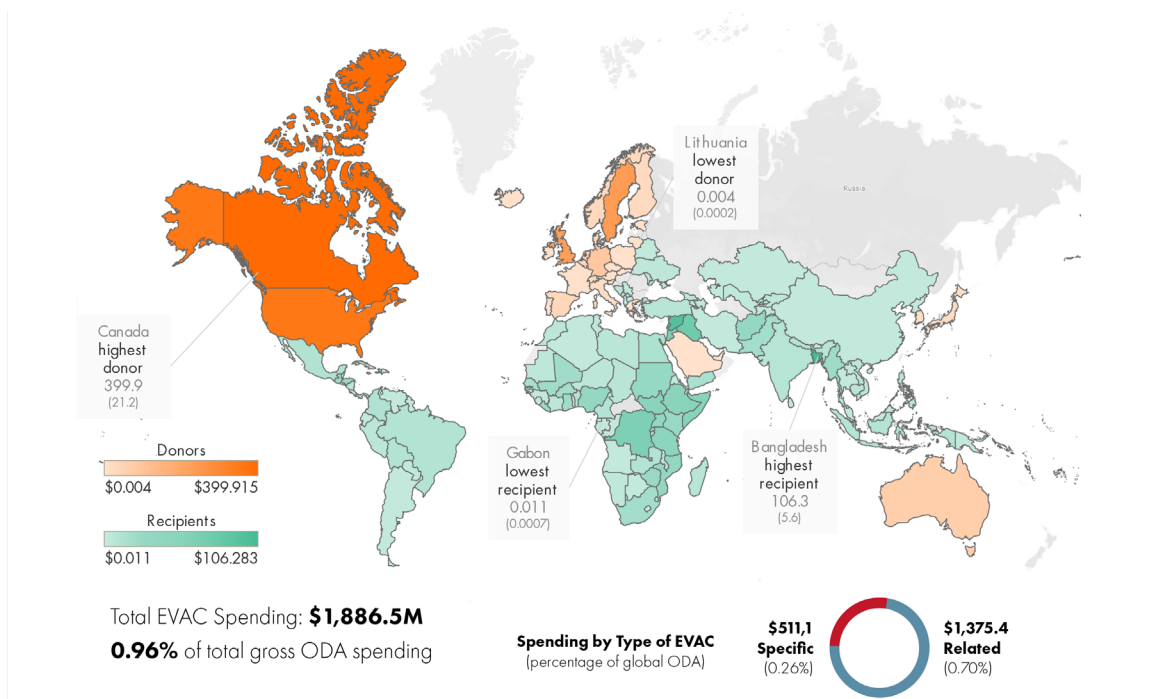 Lithuania
lowest
donor
0.004
(0.0002)
Russia
Canada
highest
donor
399.9
(21.2)
Gabon
lowest
recipient
0.011
(0.0007)
Bangladesh
highest
recipient
106.3
(5.6)
Donors
$0.004 $399.915
Recipients
$0.011 $106.283
Total EVAC Spending: $1,886.5M
0.96% of total gross ODA spending
Spending by Type of EVAC
(percentage of global ODA)
$511,1
Specific
(0.26%)
$1,375.4
Related
(0.70%)